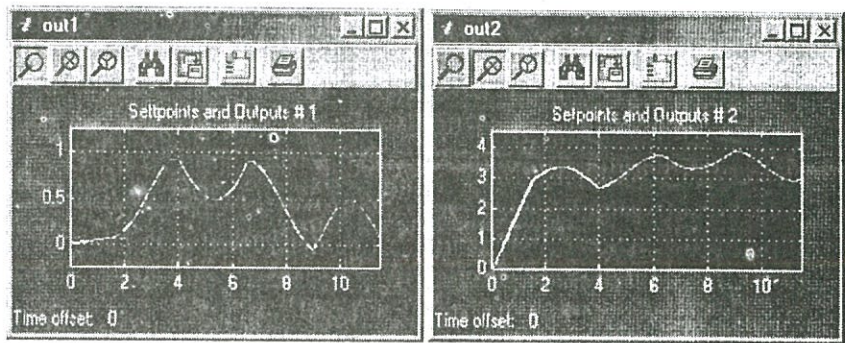 out1
Setpoints and Outputs # 1
1
0.5
0
0 2 4 6 8 10
Time offset: 0
out2
Setpoints and Outputs # 2
4
3
2
1
0
0 2 4 6 8 10
Time offset: 0